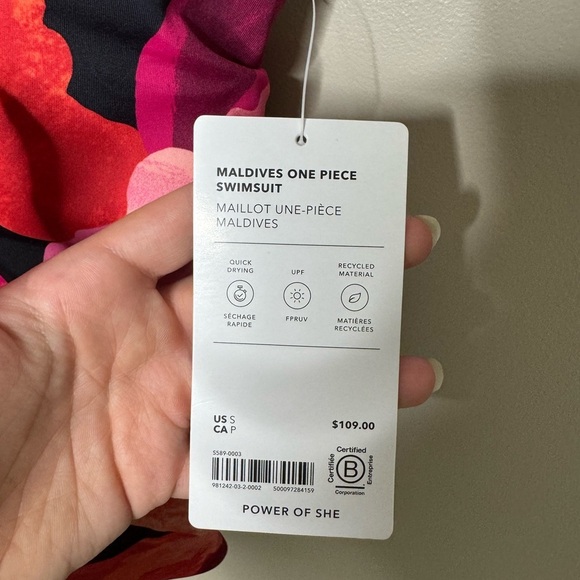 MALDIVES ONE PIECE
SWIMSUIT
MAILLOT UNE-PIÈCE
MALDIVES
QUICK
DRYING
UPF
RECYCLED
MATERIAL
SÉCHAGE
RAPIDE
FPRUV
MATIÈRES
RECYCLÉES
US S
CA P
$109.00
S589-0003
981242-03-2-0002 500097284159
Certified
Certifiée
B
Entreprise
Corporation
POWER OF SHE